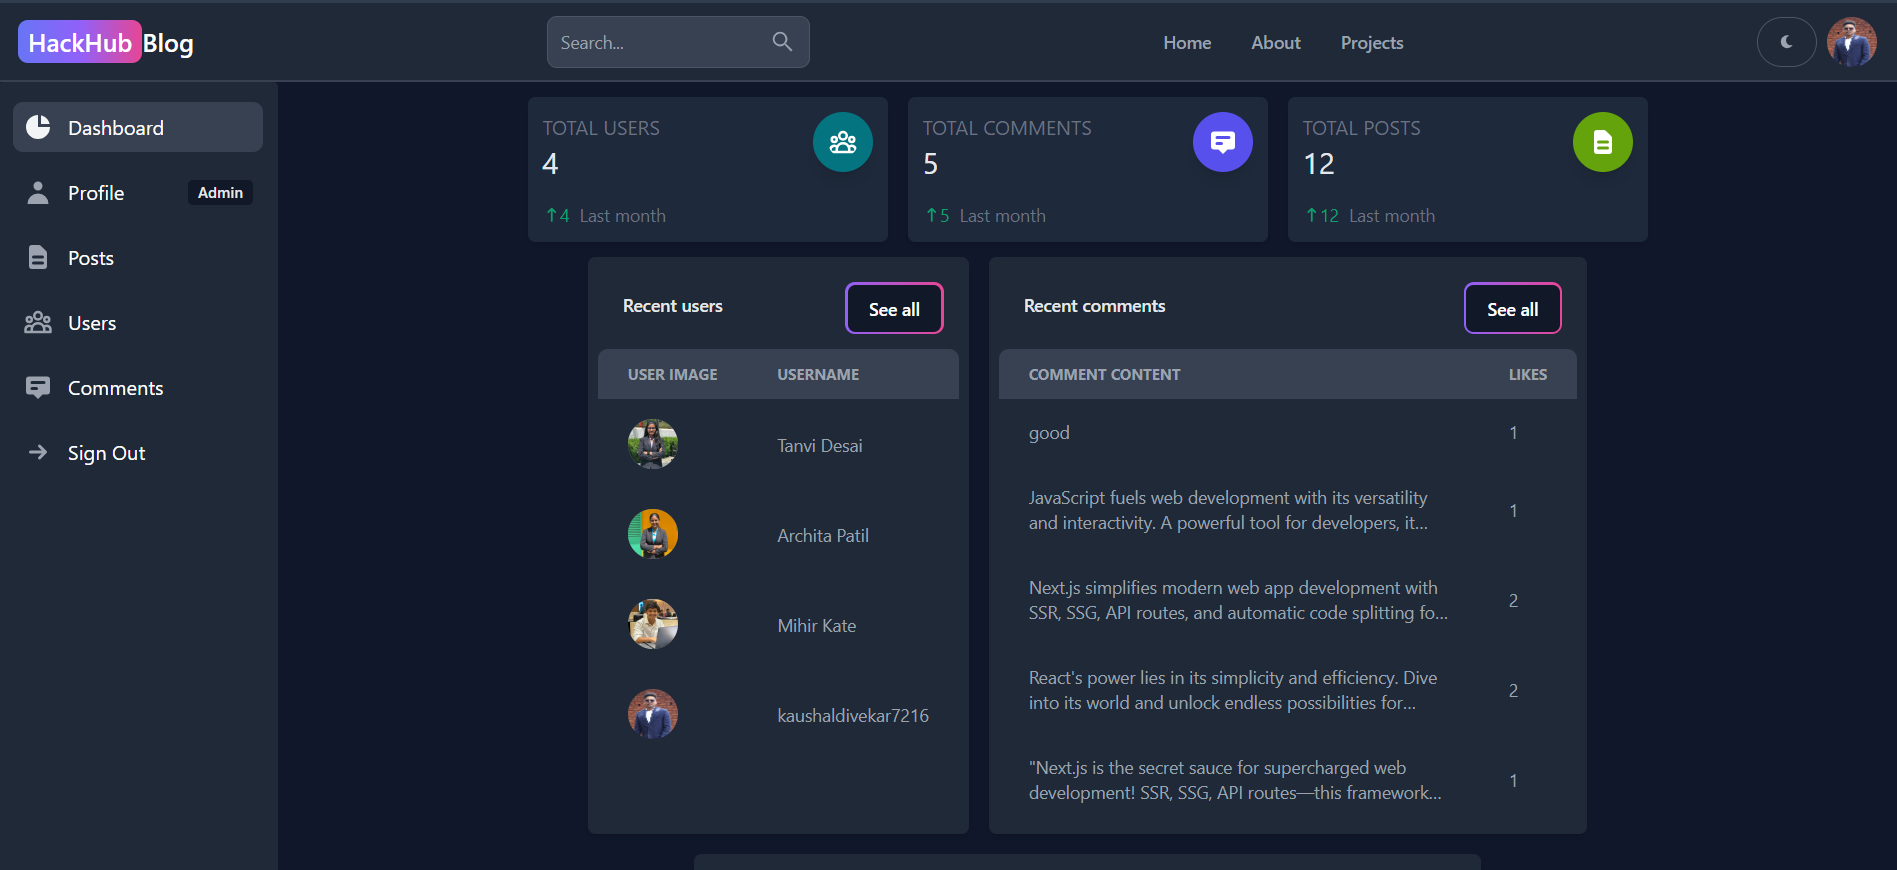 HackHub Blog
Search...
Home
About
Projects
Dashboard
Profile
Admin
Posts
Users
Comments
Sign Out
TOTAL USERS
4
4 Last month
TOTAL COMMENTS
5
5 Last month
TOTAL POSTS
12
12 Last month
Recent users
See all
USER IMAGE USERNAME
Tanvi Desai
Archita Patil
Mihir Kate
kaushaldivekar7216
Recent comments
See all
COMMENT CONTENT LIKES
good 1
JavaScript fuels web development with its versatility
and interactivity. A powerful tool for developers, it...
1
Next.js simplifies modern web app development with
SSR, SSG, API routes, and automatic code splitting fo...
2
React's power lies in its simplicity and efficiency. Dive
into its world and unlock endless possibilities for...
2
"Next.js is the secret sauce for supercharged web
development! SSR, SSG, API routes—this framework...
1